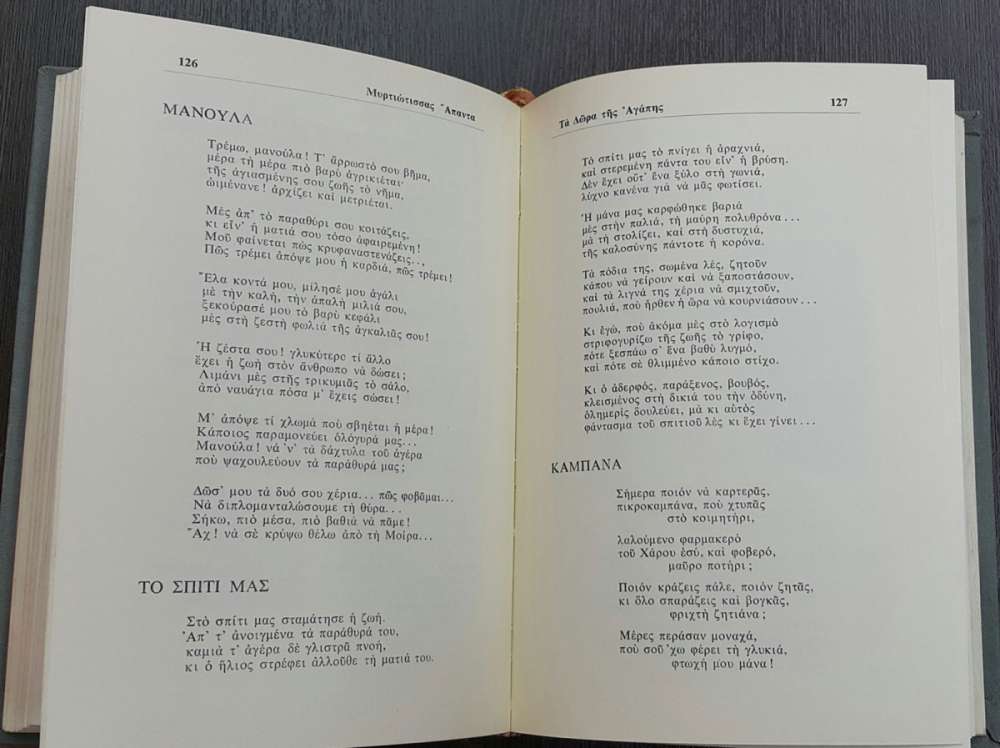 126
Μυρτιώτισσας Ἅπαντα
ΜΑΝΟΥΛΑ
Τρέμω, μανούλα! Τ' ἄρρωστό σου βῆμα,
μέρα τὴ μέρα πιὸ βαρὺ ἀγρικιέται·
τῆς ἁγιασμένης σου ζωῆς τὸ νῆμα,
ὠιμένανε! ἀρχίζει καὶ μετριέται.
Μὲς ἀπ' τὸ παραθύρι σου κοιτάζεις,
κι εἶν' ἡ ματιά σου τόσο ἀφαιρεμένη!
Μοῦ φαίνεται πὼς κρυφαναστενάζεις..,
Πῶς τρέμει ἀπόψε μου ἡ καρδιά, πῶς τρέμει!
Ἔλα κοντά μου, μίλησέ μου ἀγάλι
μὲ τὴν καλή, τὴν ἁπαλὴ μιλιά σου,
ξεκούρασέ μου τὸ βαρὺ κεφάλι
μὲς στὴ ζεστὴ φωλιὰ τῆς ἀγκαλιᾶς σου!
Ἡ ζέστα σου! γλυκύτερο τί ἄλλο
ἔχει ἡ ζωὴ στὸν ἄνθρωπο νὰ δώσει;
Λιμάνι μὲς στῆς τρικυμιᾶς τὸ σάλο,
ἀπὸ ναυάγια πόσα μ' ἔχεις σώσει!
Μ' ἀπόψε τί χλωμὰ ποὺ σβηέται ἡ μέρα!
Κάποιος παραμονεύει ὁλόγυρά μας...
Μανούλα! νά 'ν' τὰ δάχτυλα τοῦ ἀγέρα
ποὺ ψαχουλεύουν τὰ παράθυρά μας;
Δῶσ' μου τὰ δυό σου χέρια... πῶς φοβᾶμαι...
Νὰ διπλομανταλώσουμε τὴ θύρα...
Σήκω, πιὸ μέσα, πιὸ βαθιὰ νὰ πᾶμε!
Ἄχ! νὰ σὲ κρύψω θέλω ἀπὸ τὴ Μοίρα...
ΤΟ ΣΠΙΤΙ ΜΑΣ
Στὸ σπίτι μας σταμάτησε ἡ ζωή.
Ἀπ' τ' ἀνοιγμένα τὰ παράθυρά του,
καμιὰ τ' ἀγέρα δὲ γλιστρᾶ πνοή,
κι ὁ ἥλιος στρέφει ἀλλοῦθε τὴ ματιά του.
Τὰ Δῶρα τῆς Ἀγάπης
127
Τὸ σπίτι μας τὸ πνίγει ἡ ἀραχνιά,
καὶ στερεμένη πάντα του εἶν' ἡ βρύση.
Δὲν ἔχει οὔτ' ἕνα ξύλο στὴ γωνιά,
λύχνο κανένα γιὰ νὰ μᾶς φωτίσει.
Ἡ μάνα μας καρφώθηκε βαριὰ
μὲς στὴν παλιά, τὴ μαύρη πολυθρόνα...
μὰ τὴ στολίζει, καὶ στὴ δυστυχιά,
τῆς καλοσύνης πάντοτε ἡ κορόνα.
Τὰ πόδια της, σωμένα λές, ζητοῦν
κάπου νὰ γείρουν καὶ νὰ ξαποστάσουν,
καὶ τὰ λιγνά της χέρια νὰ σμιχτοῦν,
πουλιά, ποὺ ἦρθεν ἡ ὥρα νὰ κουρνιάσουν...
Κι ἐγώ, ποὺ ἀκόμα μὲς στὸ λογισμὸ
στριφογυρίζω τῆς ζωῆς τὸ γρίφο,
πότε ξεσπάω σ' ἕνα βαθὺ λυγμό,
καὶ πότε σὲ θλιμμένο κάποιο στίχο.
Κι ὁ ἀδερφός, παράξενος, βουβός,
κλεισμένος στὴ δικιά του τὴν ὀδύνη,
ὁλημερὶς δουλεύει, μὰ κι αὐτὸς
φάντασμα τοῦ σπιτιοῦ λὲς κι ἔχει γίνει...
ΚΑΜΠΑΝΑ
Σήμερα ποιὸν νὰ καρτερᾶς,
πικροκαμπάνα, ποὺ χτυπᾶς
στὸ κοιμητήρι,
λαλούμενο φαρμακερὸ
τοῦ Χάρου ἐσύ, καὶ φοβερό,
μαῦρο ποτήρι;
Ποιόν κράζεις πάλε, ποιόν ζητᾶς,
κι ὅλο σπαράζεις καὶ βογκᾶς,
φριχτὴ ζητιάνα;
Μέρες περάσαν μοναχά,
ποὺ σοῦ 'χω φέρει τὴ γλυκιά,
φτωχή μου μάνα!